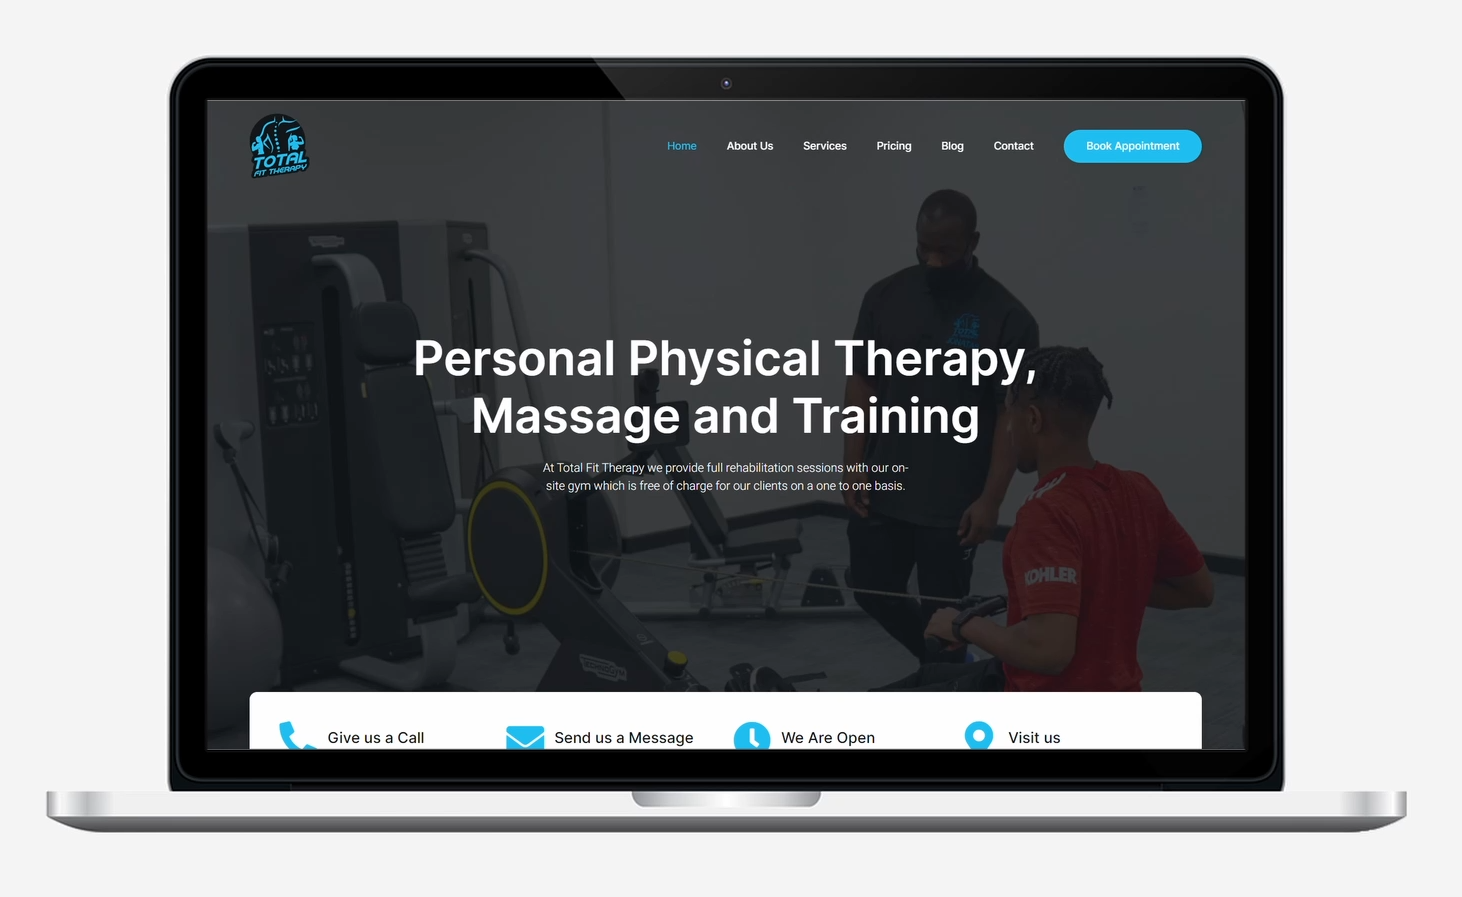 TOTAL
FIT THERAPY
Home About Us Services Pricing Blog Contact Book Appointment
Personal Physical Therapy,
Massage and Training
At Total Fit Therapy we provide full rehabilitation sessions with our on-
site gym which is free of charge for our clients on a one to one basis.
KOHLER
TECHNOGYM
Give us a Call Send us a Message We Are Open Visit us